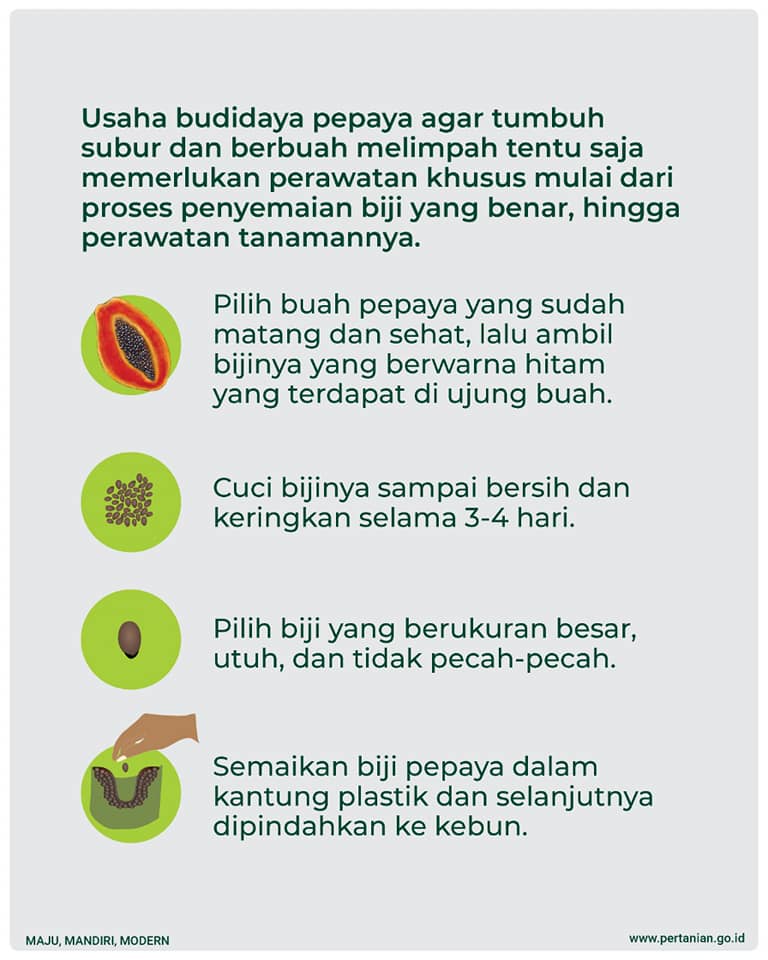 Usaha budidaya pepaya agar tumbuh
subur dan berbuah melimpah tentu saja
memerlukan perawatan khusus mulai dari
proses penyemaian biji yang benar, hingga
perawatan tanamannya.
Pilih buah pepaya yang sudah
matang dan sehat, lalu ambil
bijinya yang berwarna hitam
yang terdapat di ujung buah.
Cuci bijinya sampai bersih dan
keringkan selama 3-4 hari.
Pilih biji yang berukuran besar,
utuh, dan tidak pecah-pecah.
Semaikan biji pepaya dalam
kantung plastik dan selanjutnya
dipindahkan ke kebun.
MAJU, MANDIRI, MODERN
www.pertanian.go.id